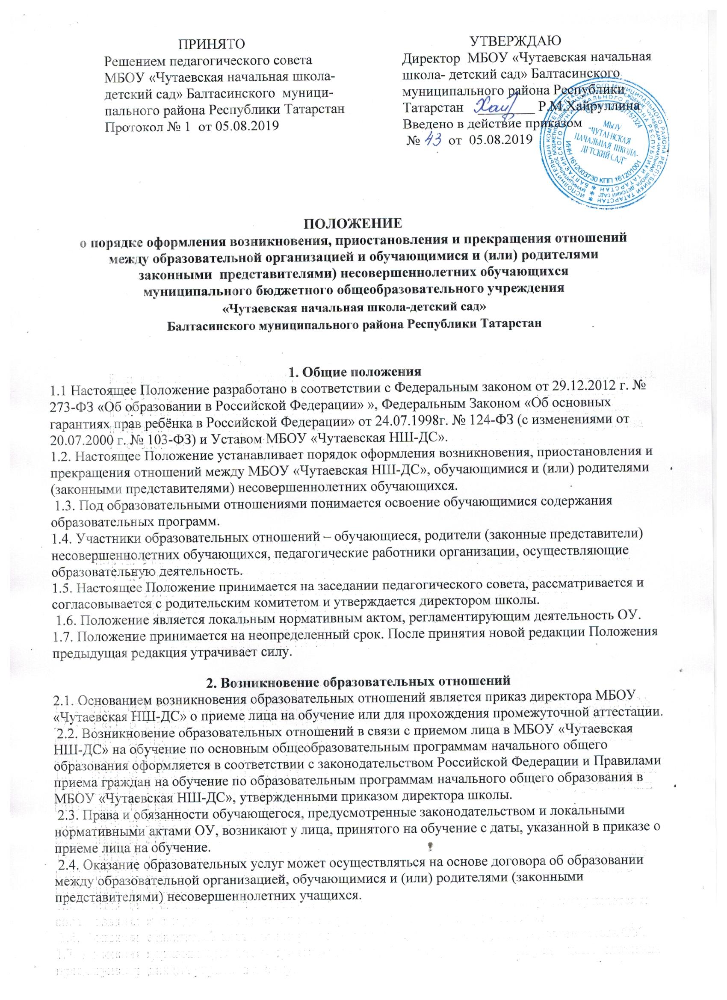 ПРИНЯТО
Решением педагогического совета
МБОУ «Чутаевская начальная школа-
детский сад» Балтасинского муници-
пального района Республики Татарстан
Протокол № 1 от 05.08.2019
УТВЕРЖДАЮ
Директор МБОУ «Чутаевская начальная
школа- детский сад» Балтасинского
муниципального района Республики
Татарстан ________ Р.М.Хайруллина
Введено в действие приказом
№ 43 от 05.08.2019
МБОУ
"ЧУТАЕВСКАЯ
НАЧАЛЬНАЯ ШКОЛА-
ДЕТСКИЙ САД"
ИНН 1612003730 КПП 161201001
ПОЛОЖЕНИЕ
о порядке оформления возникновения, приостановления и прекращения отношений
между образовательной организацией и обучающимися и (или) родителями
законными представителями) несовершеннолетних обучающихся
муниципального бюджетного общеобразовательного учреждения
«Чутаевская начальная школа-детский сад»
Балтасинского муниципального района Республики Татарстан
1. Общие положения
1.1 Настоящее Положение разработано в соответствии с Федеральным законом от 29.12.2012 г. №
273-ФЗ «Об образовании в Российской Федерации» », Федеральным Законом «Об основных
гарантиях прав ребёнка в Российской Федерации» от 24.07.1998г. № 124-ФЗ (с изменениями от
20.07.2000 г. № 103-ФЗ) и Уставом МБОУ «Чутаевская НШ-ДС».
1.2. Настоящее Положение устанавливает порядок оформления возникновения, приостановления и
прекращения отношений между МБОУ «Чутаевская НШ-ДС», обучающимися и (или) родителями
(законными представителями) несовершеннолетних обучающихся.
1.3. Под образовательными отношениями понимается освоение обучающимися содержания
образовательных программ.
1.4. Участники образовательных отношений – обучающиеся, родители (законные представители)
несовершеннолетних обучающихся, педагогические работники организации, осуществляющие
образовательную деятельность.
1.5. Настоящее Положение принимается на заседании педагогического совета, рассматривается и
согласовывается с родительским комитетом и утверждается директором школы.
1.6. Положение является локальным нормативным актом, регламентирующим деятельность ОУ.
1.7. Положение принимается на неопределенный срок. После принятия новой редакции Положения
предыдущая редакция утрачивает силу.
2. Возникновение образовательных отношений
2.1. Основанием возникновения образовательных отношений является приказ директора МБОУ
«Чутаевская НШ-ДС» о приеме лица на обучение или для прохождения промежуточной аттестации.
2.2. Возникновение образовательных отношений в связи с приемом лица в МБОУ «Чутаевская
НШ-ДС» на обучение по основным общеобразовательным программам начального общего
образования оформляется в соответствии с законодательством Российской Федерации и Правилами
приема граждан на обучение по образовательным программам начального общего образования в
МБОУ «Чутаевская НШ-ДС», утвержденными приказом директора школы.
2.3. Права и обязанности обучающегося, предусмотренные законодательством и локальными
нормативными актами ОУ, возникают у лица, принятого на обучение с даты, указанной в приказе о
приеме лица на обучение.
2.4. Оказание образовательных услуг может осуществляться на основе договора об образовании
между образовательной организацией, обучающимися и (или) родителями (законными
представителями) несовершеннолетних учащихся.